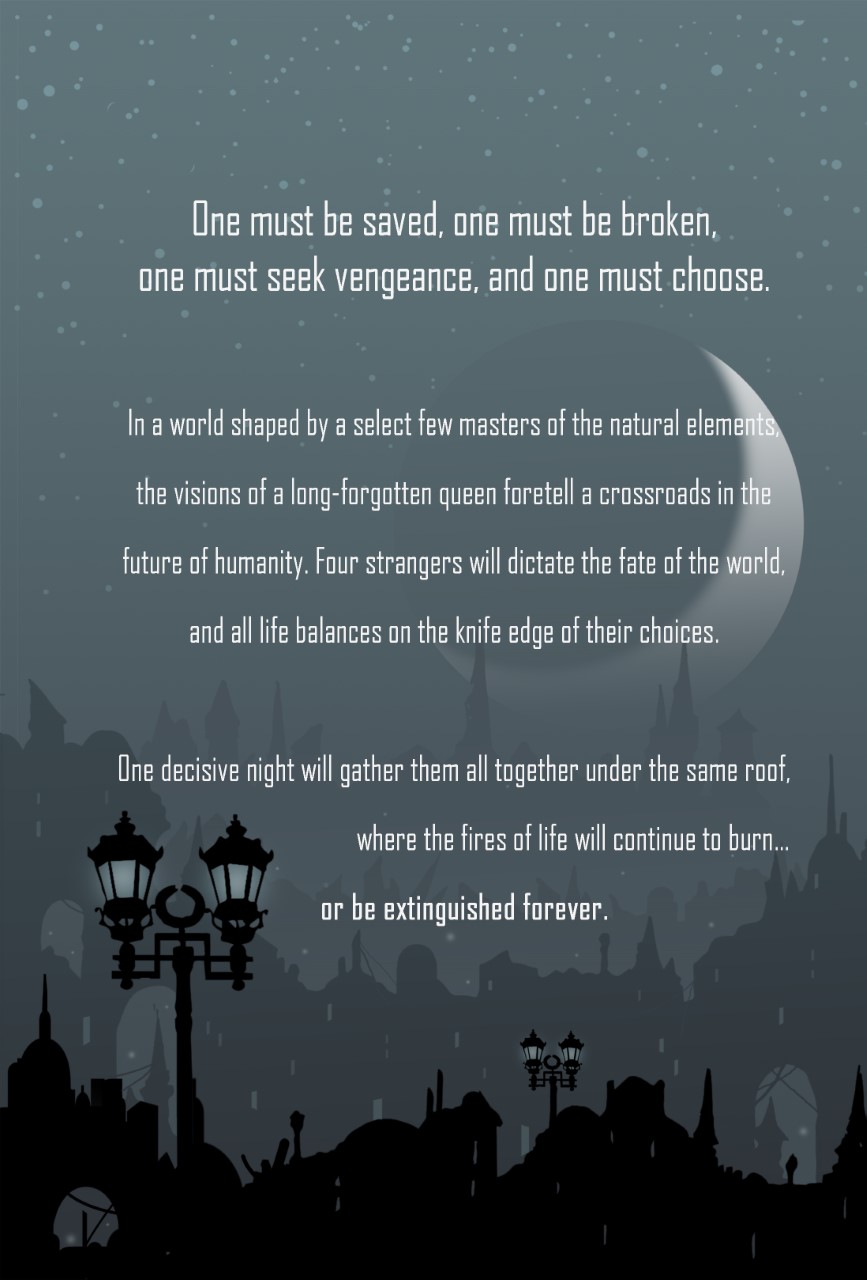 One must be saved, one must be broken,
one must seek vengeance, and one must choose.
In a world shaped by a select few masters of the natural elements,
the visions of a long-forgotten queen foretell a crossroads in the
future of humanity. Four strangers will dictate the fate of the world,
and all life balances on the knife edge of their choices.
One decisive night will gather them all together under the same roof,
where the fires of life will continue to burn...
or be extinguished forever.